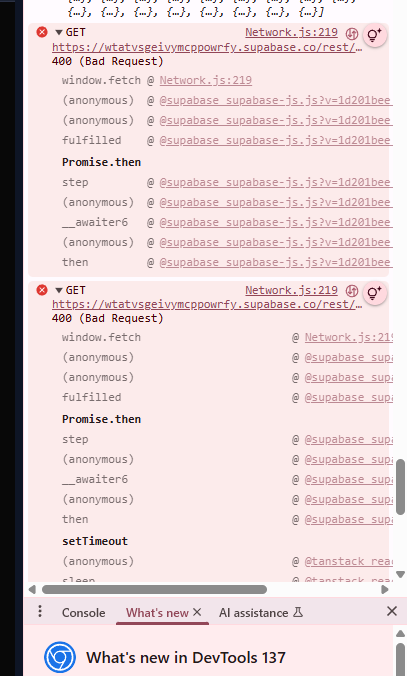 {…}, {…}, {…}, {…}, {…}, {…}, {…},
{…}, {…}, {…}, {…}, {…}, {…}, {…}]
GET Network.js:219
https://wtatvsgeivymcppowrfy.supabase.co/rest/…
400 (Bad Request)
window.fetch @ Network.js:219
(anonymous) @ @supabase_supabase-js.js?v=1d201bee
(anonymous) @ @supabase_supabase-js.js?v=1d201bee
fulfilled @ @supabase_supabase-js.js?v=1d201bee
Promise.then
step @ @supabase_supabase-js.js?v=1d201bee
(anonymous) @ @supabase_supabase-js.js?v=1d201bee
__awaiter6 @ @supabase_supabase-js.js?v=1d201bee
(anonymous) @ @supabase_supabase-js.js?v=1d201bee
then @ @supabase_supabase-js.js?v=1d201bee
GET Network.js:219
https://wtatvsgeivymcppowrfy.supabase.co/rest/…
400 (Bad Request)
window.fetch @ Network.js:219
(anonymous) @ @supabase_supa
(anonymous) @ @supabase_supa
fulfilled @ @supabase_supa
Promise.then
step @ @supabase_supa
(anonymous) @ @supabase_supa
__awaiter6 @ @supabase_supa
(anonymous) @ @supabase_supa
then @ @supabase_supa
setTimeout
(anonymous) @ @tanstack_reac
sleep @ @tanstack_reac
Console What's new AI assistance
What's new in DevTools 137